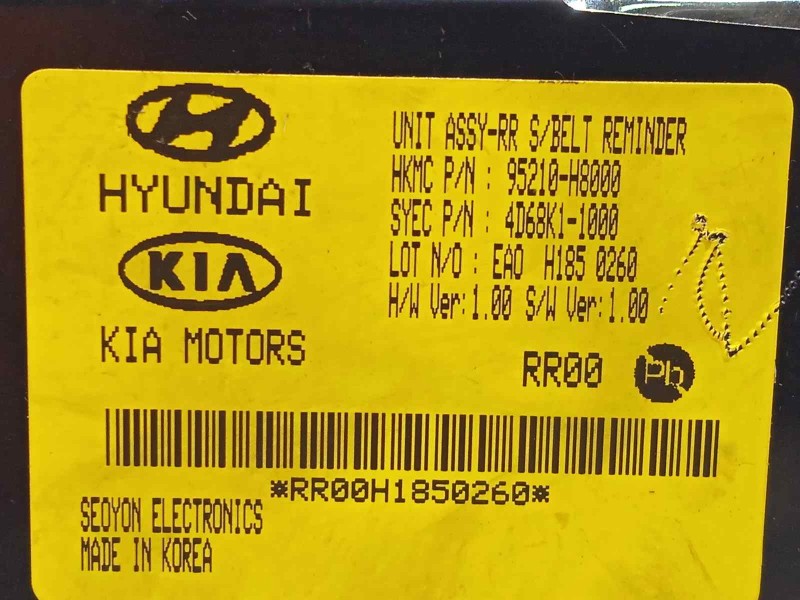 HYUNDAI
KIA
KIA MOTORS
UNIT ASSY-RR S/BELT REMINDER
HKMC P/N : 95210-H8000
SYEC P/N : 4D68K1-1000
LOT N/O : EAO H185 0260
H/W Ver:1.00 S/W Ver:1.00
RR00 Pb
*RR00H1850260*
SEOYON ELECTRONICS
MADE IN KOREA